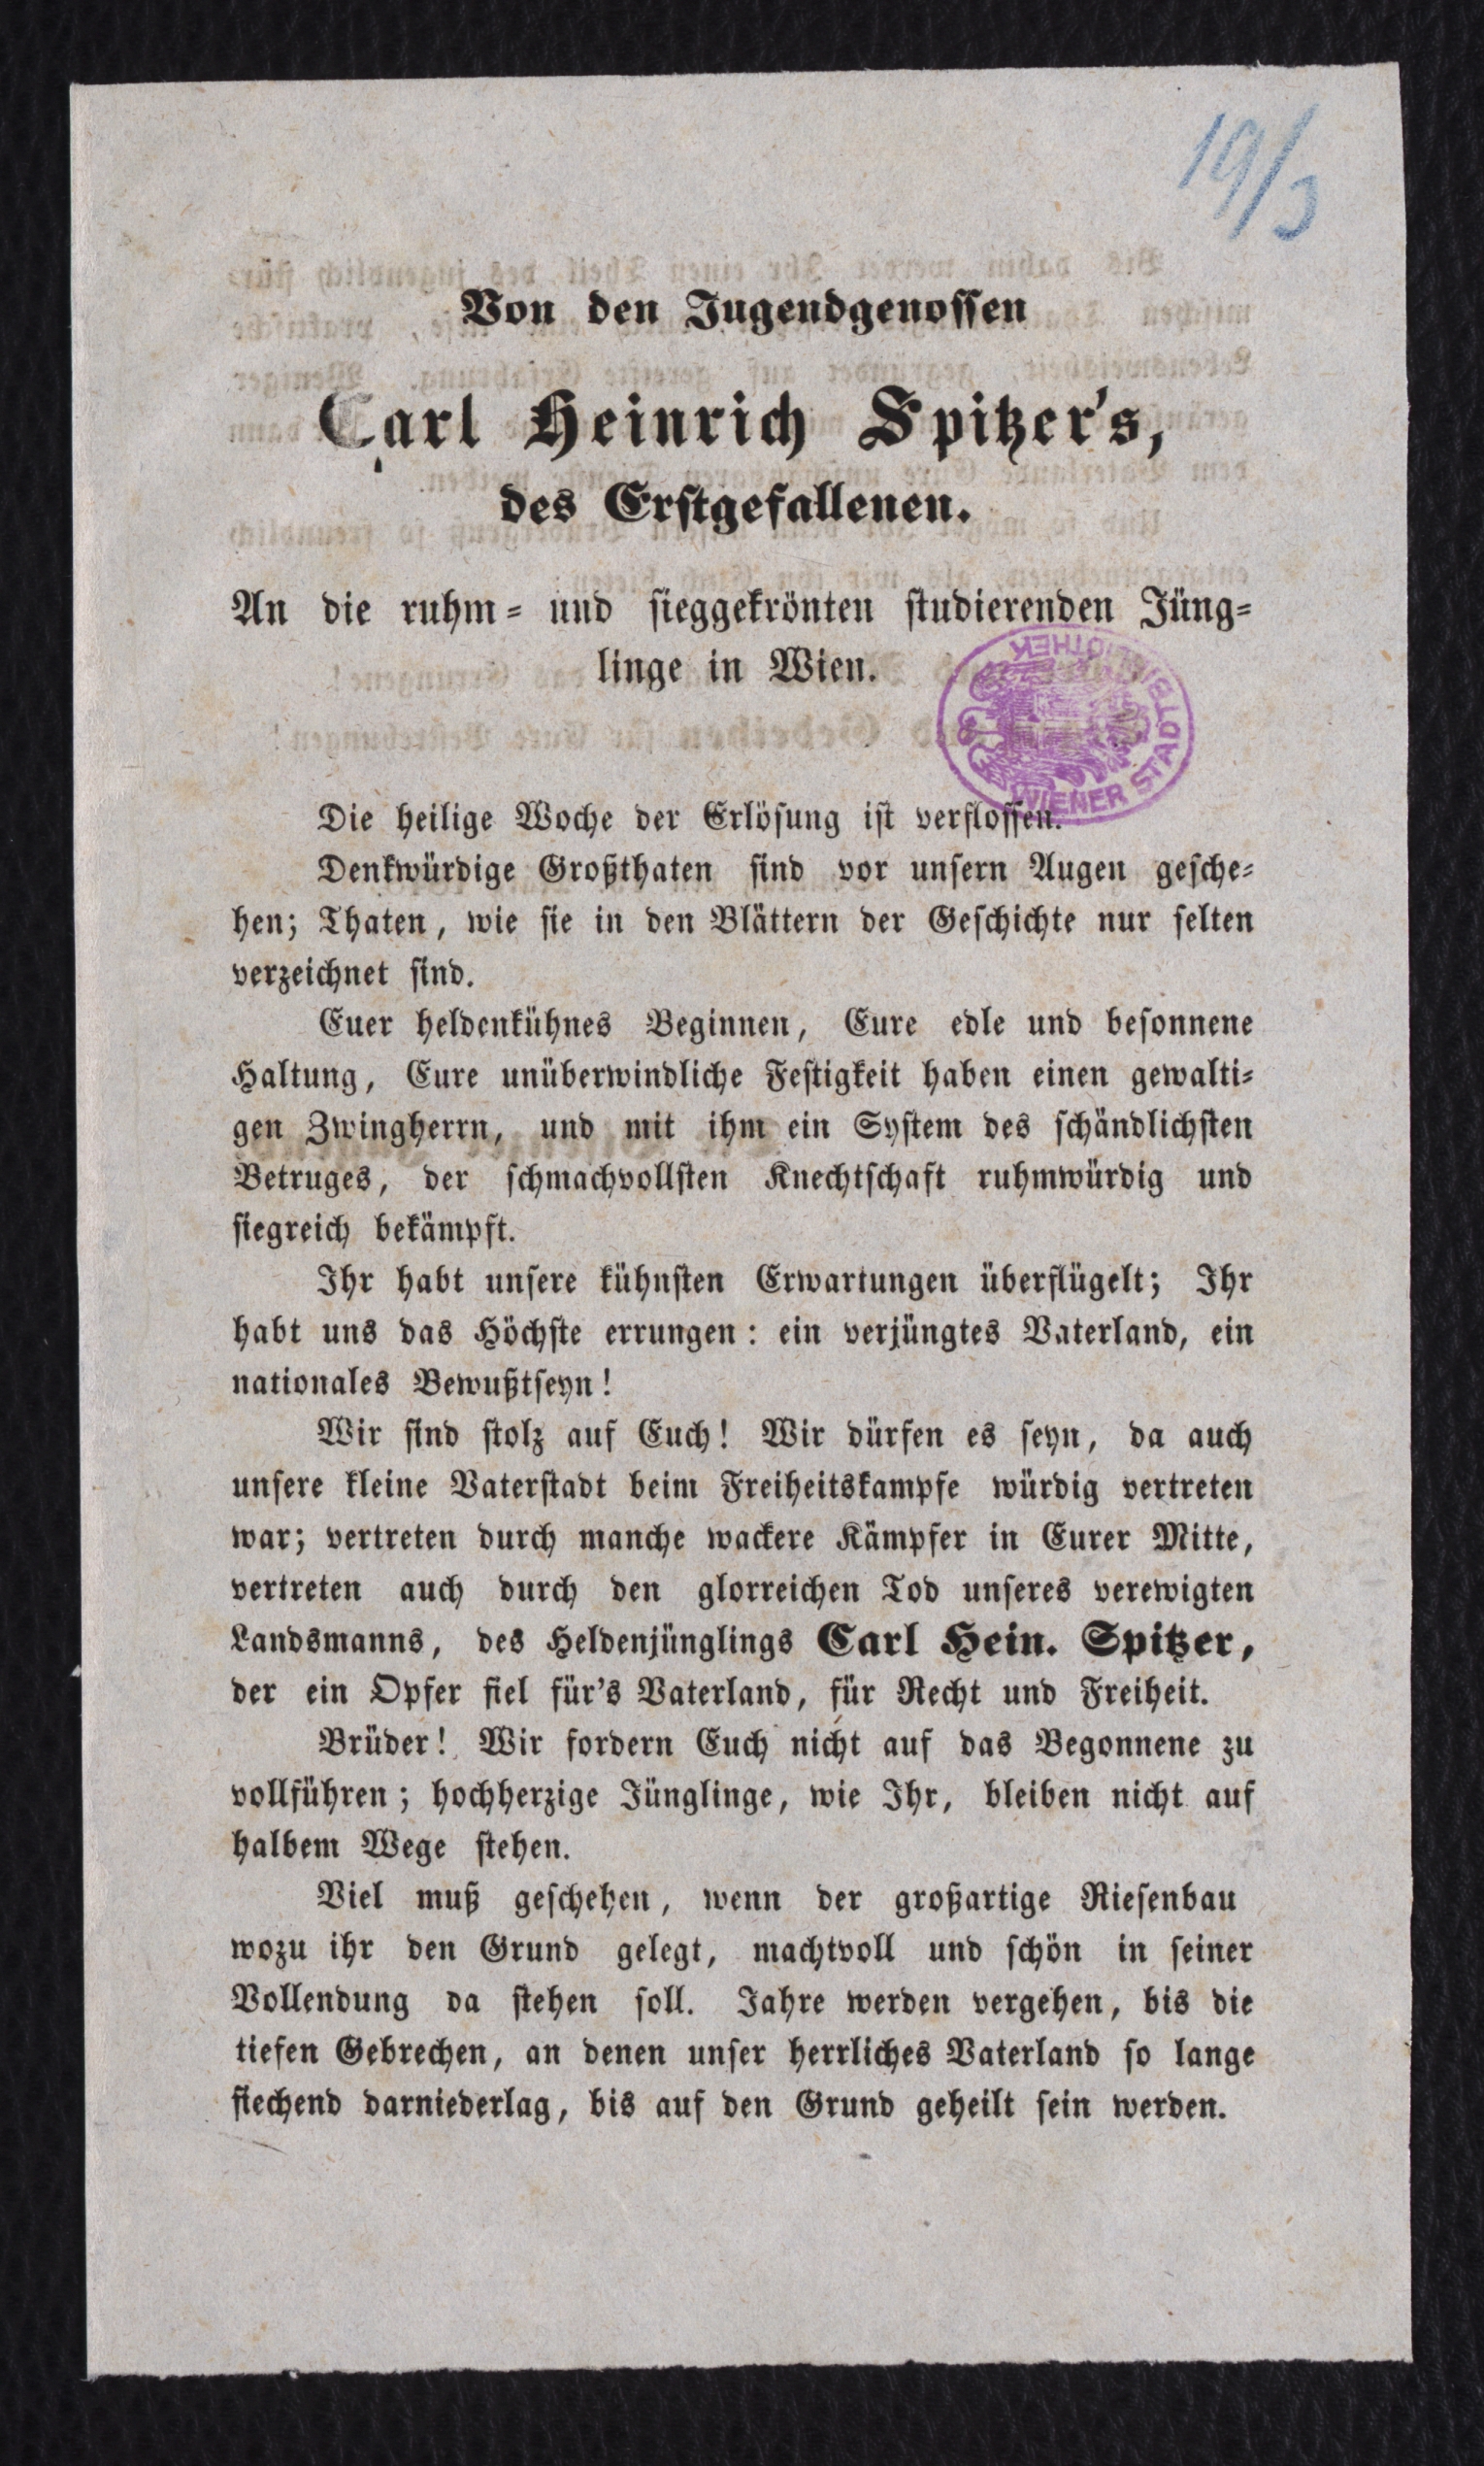 19/3
Von den Jugendgenossen
Carl Heinrich Spitzer's,
des Erstgefallenen.
An die ruhm- und sieggekrönten studierenden Jüng-
linge in Wien.
WIENER STADTBIBLIOTHEK
Die heilige Woche der Erlösung ist verflossen.
Denkwürdige Großthaten sind vor unsern Augen gesche-
hen; Thaten, wie sie in den Blättern der Geschichte nur selten
verzeichnet sind.
Euer heldenkühnes Beginnen, Eure edle und besonnene
Haltung, Eure unüberwindliche Festigkeit haben einen gewalti-
gen Zwingherrn, und mit ihm ein System des schändlichsten
Betruges, der schmachvollsten Knechtschaft ruhmwürdig und
siegreich bekämpft.
Ihr habt unsere kühnsten Erwartungen überflügelt; Ihr
habt uns das Höchste errungen: ein verjüngtes Vaterland, ein
nationales Bewußtseyn!
Wir sind stolz auf Euch! Wir dürfen es seyn, da auch
unsere kleine Vaterstadt beim Freiheitskampfe würdig vertreten
war; vertreten durch manche wackere Kämpfer in Eurer Mitte,
vertreten auch durch den glorreichen Tod unseres verewigten
Landsmanns, des Heldenjünglings Carl Hein. Spitzer,
der ein Opfer fiel für's Vaterland, für Recht und Freiheit.
Brüder! Wir fordern Euch nicht auf das Begonnene zu
vollführen; hochherzige Jünglinge, wie Ihr, bleiben nicht auf
halbem Wege stehen.
Viel muß geschehen, wenn der großartige Riesenbau
wozu ihr den Grund gelegt, machtvoll und schön in seiner
Vollendung da stehen soll. Jahre werden vergehen, bis die
tiefen Gebrechen, an denen unser herrliches Vaterland so lange
siechend darniederlag, bis auf den Grund geheilt sein werden.